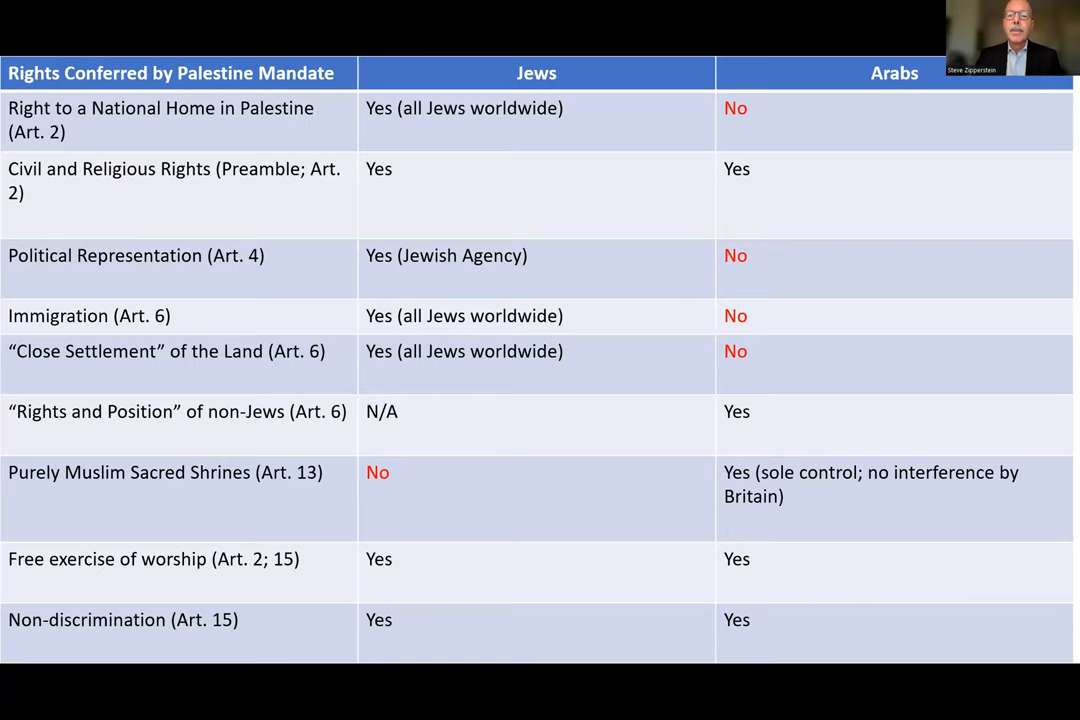 Steve Zipperstein
Rights Conferred by Palestine Mandate
Jews
Arabs
Right to a National Home in Palestine
(Art. 2)
Yes (all Jews worldwide)
No
Civil and Religious Rights (Preamble; Art.
2)
Yes
Yes
Political Representation (Art. 4)
Yes (Jewish Agency)
No
Immigration (Art. 6)
Yes (all Jews worldwide)
No
“Close Settlement” of the Land (Art. 6)
Yes (all Jews worldwide)
No
“Rights and Position” of non-Jews (Art. 6)
N/A
Yes
Purely Muslim Sacred Shrines (Art. 13)
No
Yes (sole control; no interference by
Britain)
Free exercise of worship (Art. 2; 15)
Yes
Yes
Non-discrimination (Art. 15)
Yes
Yes